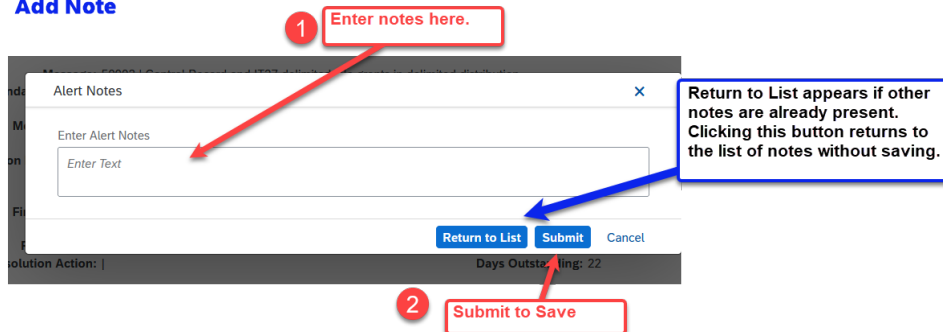 Add Note
1
Enter notes here.
Alert Notes
×
Enter Alert Notes
Enter Text
Return to List appears if other
notes are already present.
Clicking this button returns to
the list of notes without saving.
Return to List
Submit
Cancel
solution Action: |
Days Outstanding: 22
2
Submit to Save